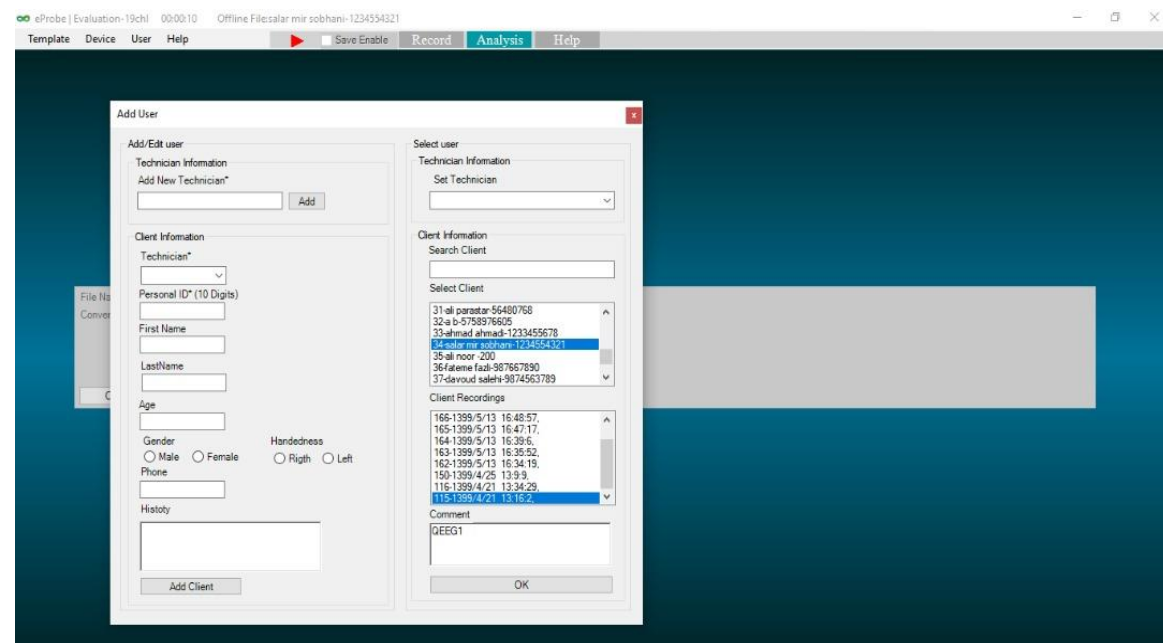 eProbe | Evaluation-19chl 00:00:10 Offline File:salar mir sobhani-1234554321
Template Device User Help Save Enable Record Analysis Help
Add User
x
Add/Edit user
Technician Information
Add New Technician*
Add
Client Information
Technician*
Personal ID* (10 Digits)
First Name
LastName
Age
Gender Handedness
Male Female Rigth Left
Phone
Histoty
Add Client
Select user
Technician Information
Set Technician
Client Information
Search Client
Select Client
31-ali parastar-56480768
32-a b-5758976605
33-ahmad ahmadi-1233455678
34-salar mir sobhani-1234554321
35-ali noor -200
36-fateme fazli-987667890
37-davoud salehi-9874563789
Client Recordings
166-1399/5/13 16:48:57,
165-1399/5/13 16:47:17,
164-1399/5/13 16:39:6,
163-1399/5/13 16:35:52,
162-1399/5/13 16:34:19,
150-1399/4/25 13:9:9,
116-1399/4/21 13:34:29,
115-1399/4/21 13:16:2,
Comment
QEEG1
OK
File Na
Conver